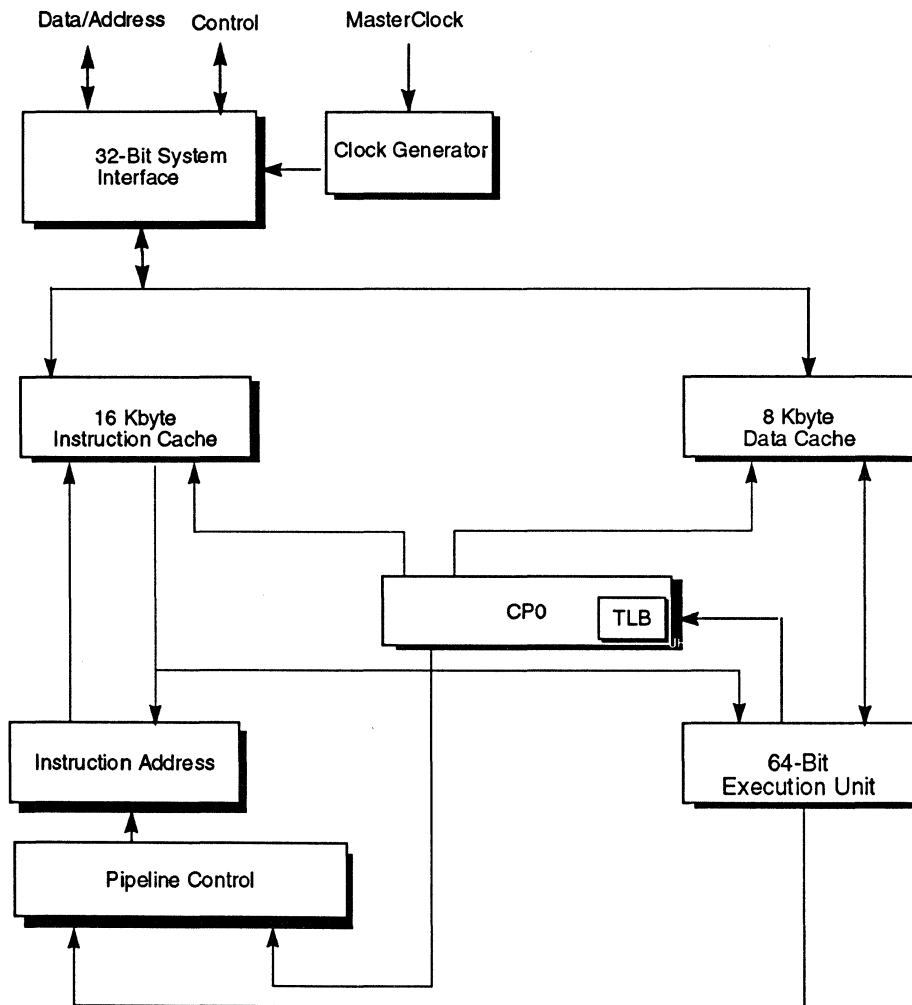 Data/Address
Control
MasterClock
32-Bit System
Interface
Clock Generator
16 Kbyte
Instruction Cache
8 Kbyte
Data Cache
CP0
TLB
Instruction Address
64-Bit
Execution Unit
Pipeline Control